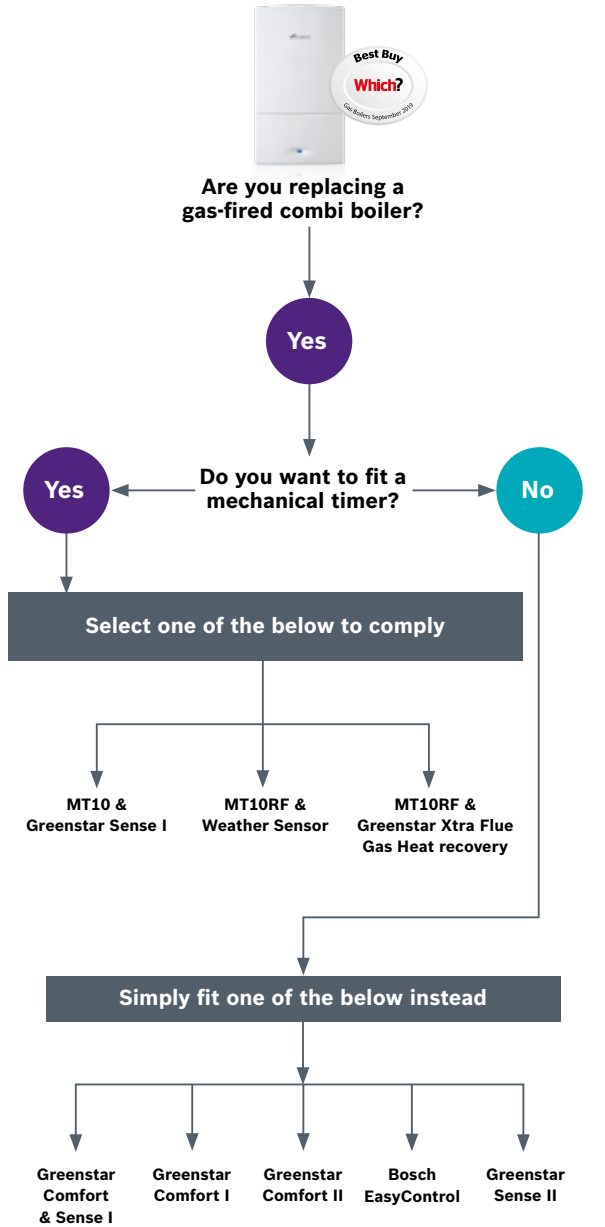 Best Buy
Which?
Gas Boilers September 2019
Are you replacing a
gas-fired combi boiler?
Yes
Do you want to fit a
mechanical timer?
Yes
No
Select one of the below to comply
MT10 &
Greenstar Sense I
MT10RF &
Weather Sensor
MT10RF &
Greenstar Xtra Flue
Gas Heat recovery
Simply fit one of the below instead
Greenstar
Comfort
& Sense I
Greenstar
Comfort I
Greenstar
Comfort II
Bosch
EasyControl
Greenstar
Sense II